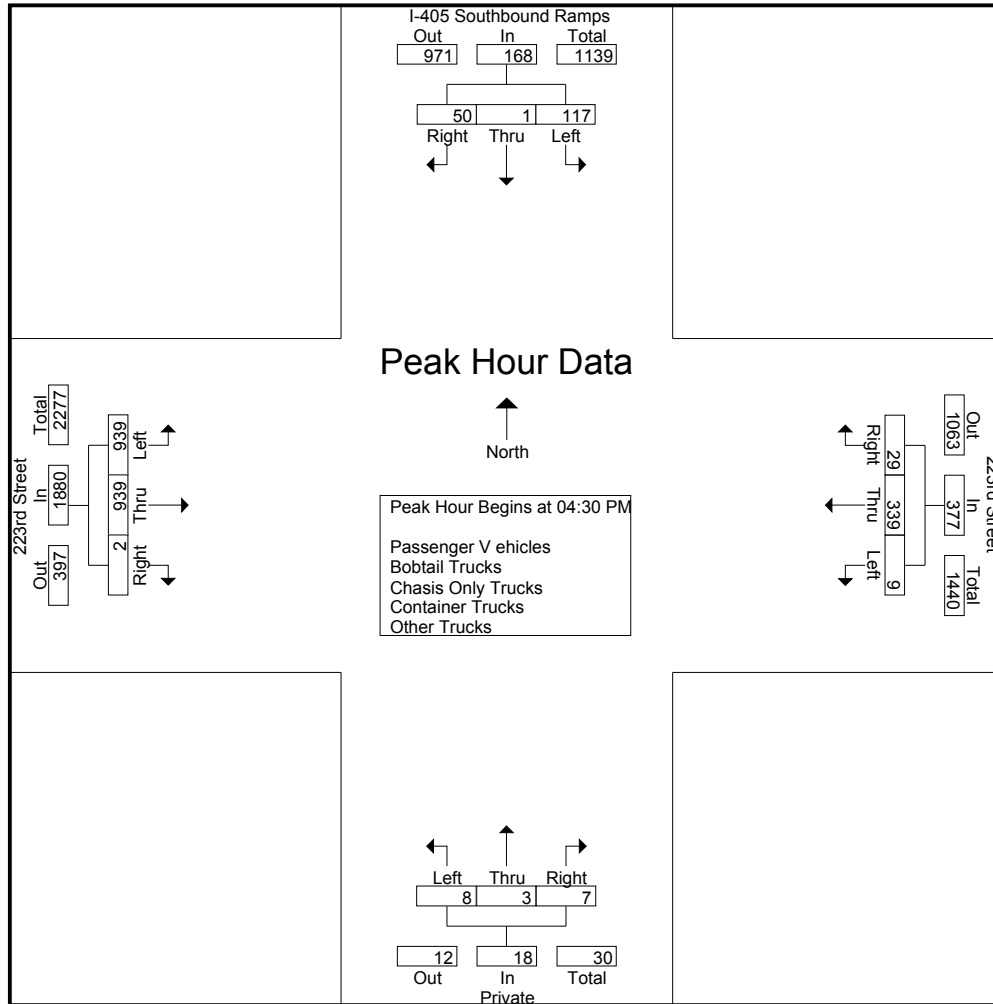 I-405 Southbound Ramps
Out In Total
971 168 1139
50 1 117
Right Thru Left
Peak Hour Data
North
Peak Hour Begins at 04:30 PM
Passenger V ehicles
Bobtail Trucks
Chasis Only Trucks
Container Trucks
Other Trucks
223rd Street
Out In Total
397 1880 2277
939 939 2
Left Thru Right
Right Thru Left
29 339 9
Out In Total
1063 377 1440
223rd Street
Left Thru Right
8 3 7
12 18 30
Out In Total
Private